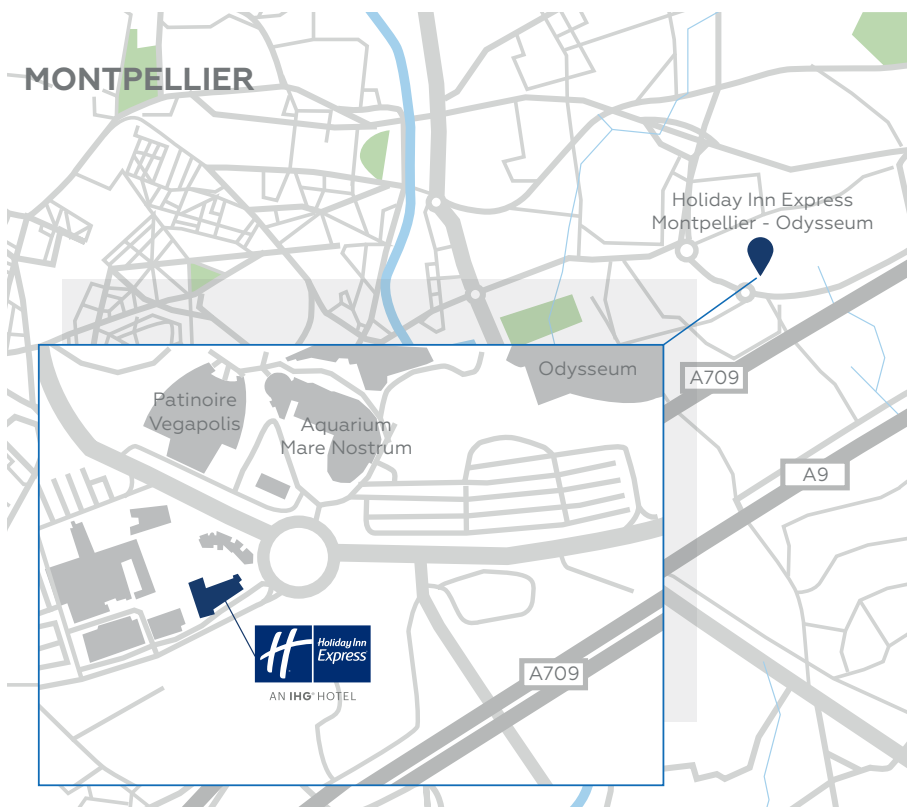 MONTPELLIER
Holiday Inn Express
Montpellier - Odysseum
A709
A9
Odysseum
Patinoire
Vegapolis
Aquarium
Mare Nostrum
Holiday Inn
Express
AN IHG® HOTEL
A709